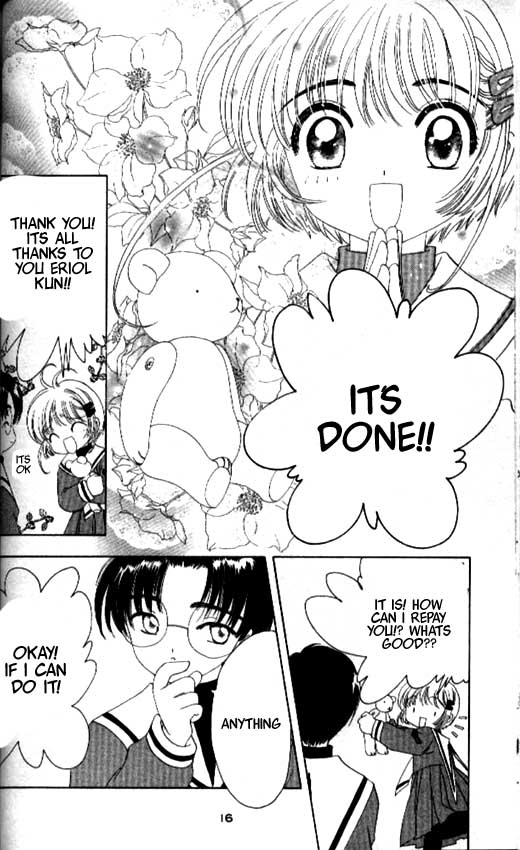 ITS
DONE!!
THANK YOU!
ITS ALL
THANKS TO
YOU ERIOL
KUN!!
ITS
OK
IT IS! HOW
CAN I REPAY
YOU!? WHATS
GOOD??
ANYTHING
OKAY!
IF I CAN
DO IT!
16